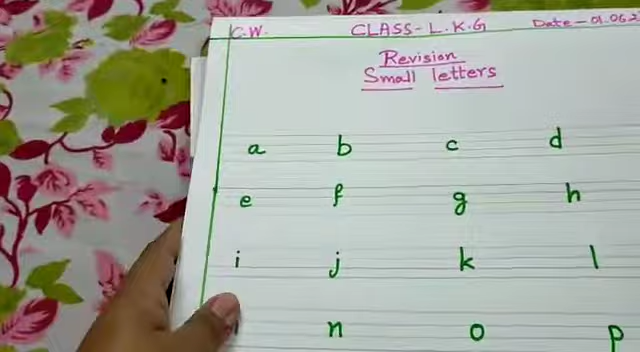 C.W. CLASS-L.K.G Date-01.06.2
Revision
Small letters
a b c d
e f g h
i j k l
n o p